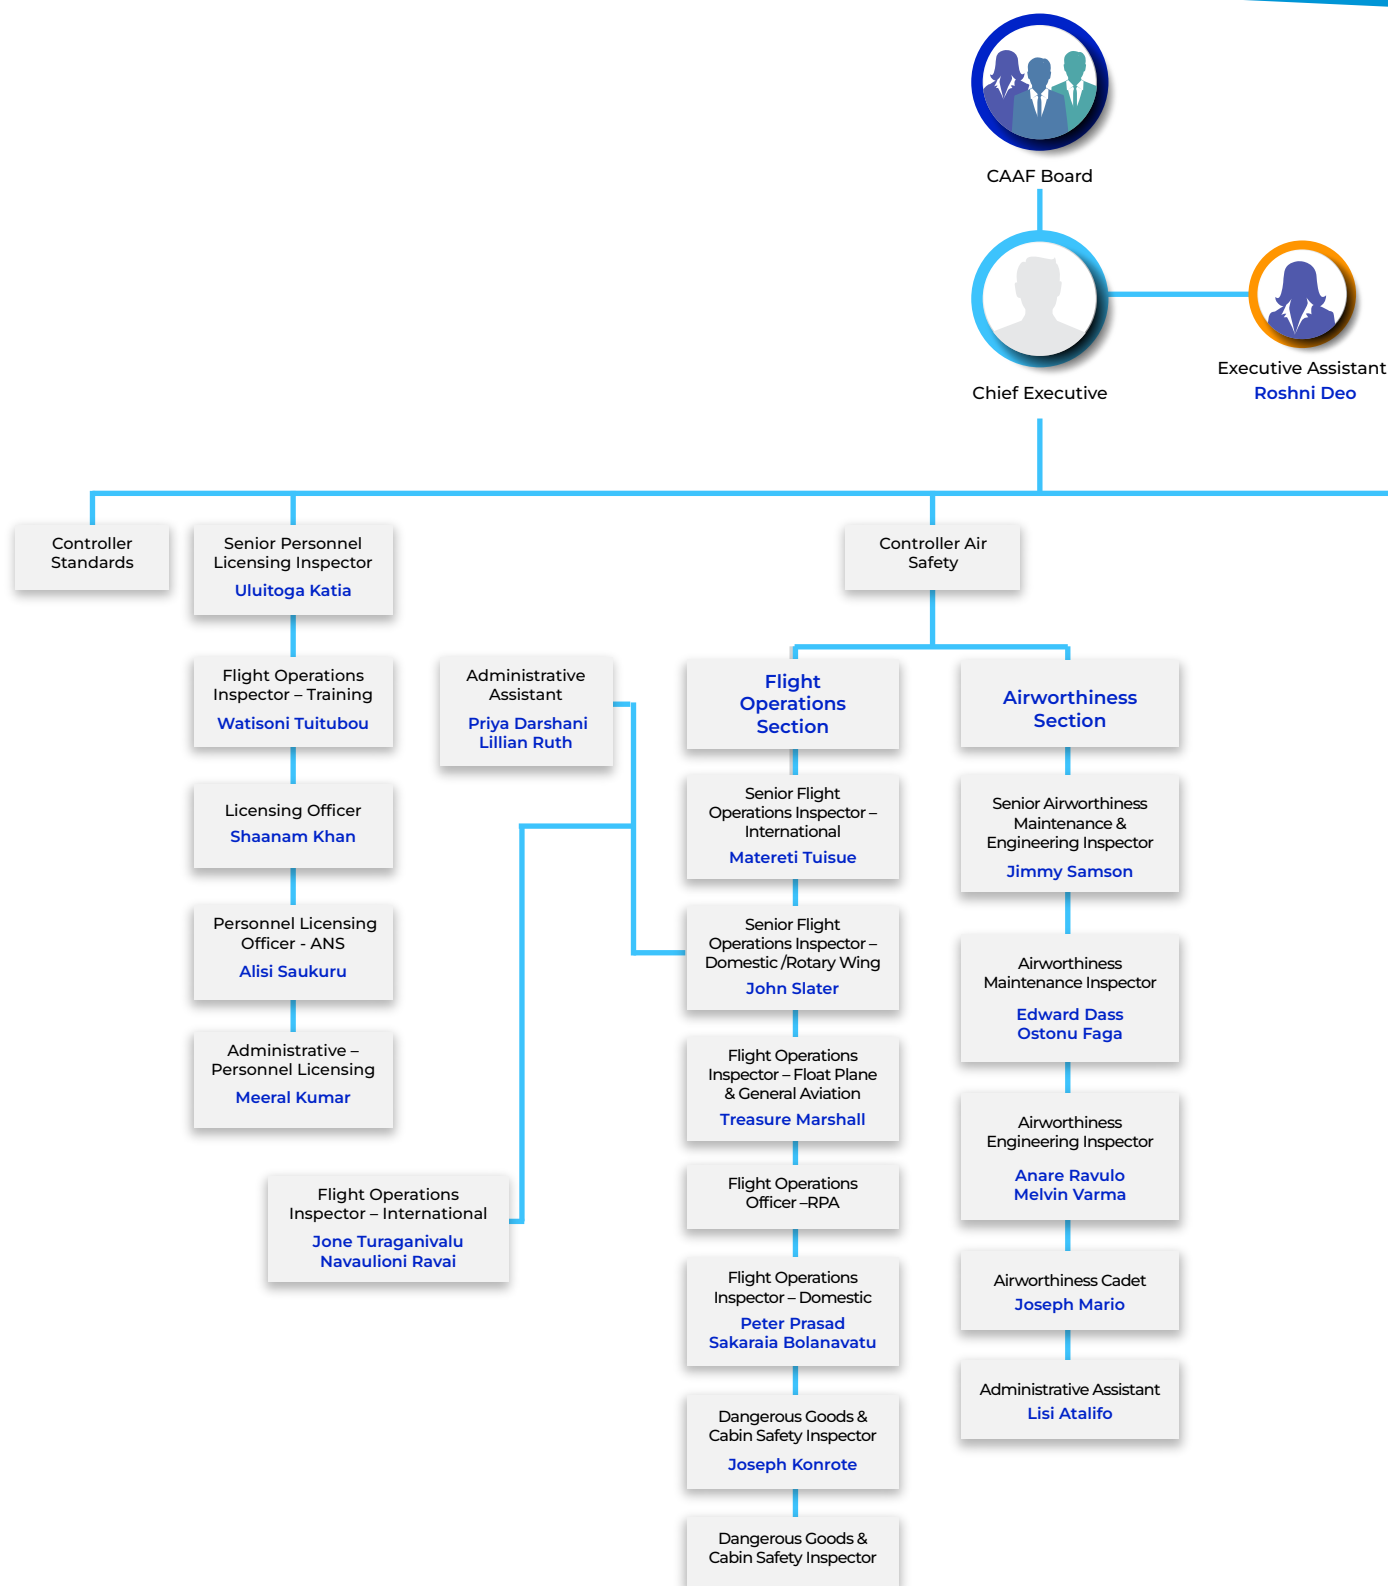 CAAF Board
Chief Executive
Executive Assistant
Roshni Deo
Controller
Standards
Senior Personnel
Licensing Inspector
Uluitoga Katia
Flight Operations
Inspector – Training
Watisoni Tuitubou
Licensing Officer
Shaanam Khan
Personnel Licensing
Officer - ANS
Alisi Saukuru
Administrative –
Personnel Licensing
Meeral Kumar
Controller Air
Safety
Administrative
Assistant
Priya Darshani
Lillian Ruth
Flight Operations
Inspector – International
Jone Turaganivalu
Navaulioni Ravai
Flight
Operations
Section
Senior Flight
Operations Inspector –
International
Matereti Tuisue
Senior Flight
Operations Inspector –
Domestic /Rotary Wing
John Slater
Flight Operations
Inspector – Float Plane
& General Aviation
Treasure Marshall
Flight Operations
Officer –RPA
Flight Operations
Inspector – Domestic
Peter Prasad
Sakaraia Bolanavatu
Dangerous Goods &
Cabin Safety Inspector
Joseph Konrote
Dangerous Goods &
Cabin Safety Inspector
Airworthiness
Section
Senior Airworthiness
Maintenance &
Engineering Inspector
Jimmy Samson
Airworthiness
Maintenance Inspector
Edward Dass
Ostonu Faga
Airworthiness
Engineering Inspector
Anare Ravulo
Melvin Varma
Airworthiness Cadet
Joseph Mario
Administrative Assistant
Lisi Atalifo